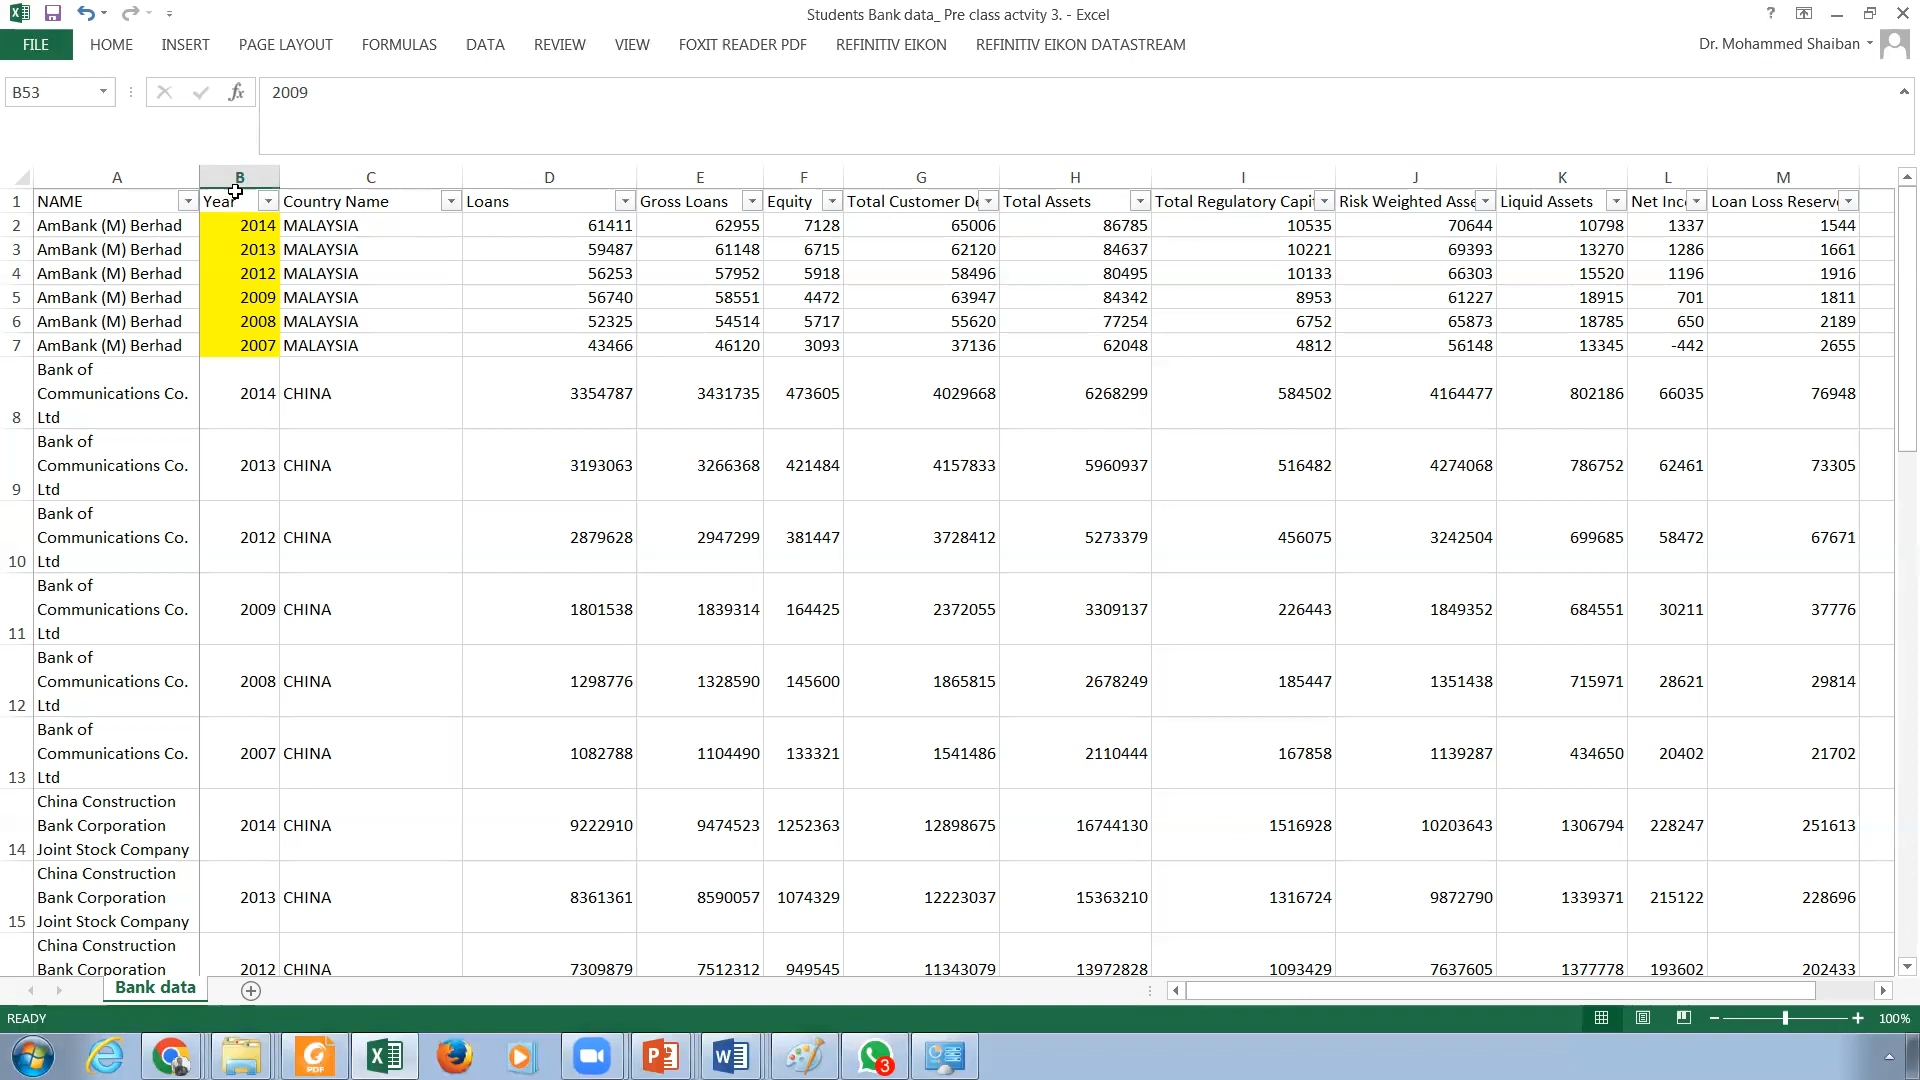 Students Bank data_ Pre class actvity 3. - Excel
?
FILE HOME INSERT PAGE LAYOUT FORMULAS DATA REVIEW VIEW FOXIT READER PDF REFINITIV EIKON REFINITIV EIKON DATASTREAM Dr. Mohammed Shaiban
B53 fx 2009
A B C D E F G H I J K L M
1 NAME Year Country Name Loans Gross Loans Equity Total Customer De Total Assets Total Regulatory Capi Risk Weighted Asse Liquid Assets Net Inc Loan Loss Reserv
2 AmBank (M) Berhad 2014 MALAYSIA 61411 62955 7128 65006 86785 10535 70644 10798 1337 1544
3 AmBank (M) Berhad 2013 MALAYSIA 59487 61148 6715 62120 84637 10221 69393 13270 1286 1661
4 AmBank (M) Berhad 2012 MALAYSIA 56253 57952 5918 58496 80495 10133 66303 15520 1196 1916
5 AmBank (M) Berhad 2009 MALAYSIA 56740 58551 4472 63947 84342 8953 61227 18915 701 1811
6 AmBank (M) Berhad 2008 MALAYSIA 52325 54514 5717 55620 77254 6752 65873 18785 650 2189
7 AmBank (M) Berhad 2007 MALAYSIA 43466 46120 3093 37136 62048 4812 56148 13345 -442 2655
Bank of
Communications Co. 2014 CHINA 3354787 3431735 473605 4029668 6268299 584502 4164477 802186 66035 76948
8 Ltd
Bank of
Communications Co. 2013 CHINA 3193063 3266368 421484 4157833 5960937 516482 4274068 786752 62461 73305
9 Ltd
Bank of
Communications Co. 2012 CHINA 2879628 2947299 381447 3728412 5273379 456075 3242504 699685 58472 67671
10 Ltd
Bank of
Communications Co. 2009 CHINA 1801538 1839314 164425 2372055 3309137 226443 1849352 684551 30211 37776
11 Ltd
Bank of
Communications Co. 2008 CHINA 1298776 1328590 145600 1865815 2678249 185447 1351438 715971 28621 29814
12 Ltd
Bank of
Communications Co. 2007 CHINA 1082788 1104490 133321 1541486 2110444 167858 1139287 434650 20402 21702
13 Ltd
China Construction
Bank Corporation 2014 CHINA 9222910 9474523 1252363 12898675 16744130 1516928 10203643 1306794 228247 251613
14 Joint Stock Company
China Construction
Bank Corporation 2013 CHINA 8361361 8590057 1074329 12223037 15363210 1316724 9872790 1339371 215122 228696
15 Joint Stock Company
China Construction
Bank Corporation 2012 CHINA 7309879 7512312 949545 11343079 13972828 1093429 7637605 1377778 193602 202433
Bank data
READY 100%
PDF
3